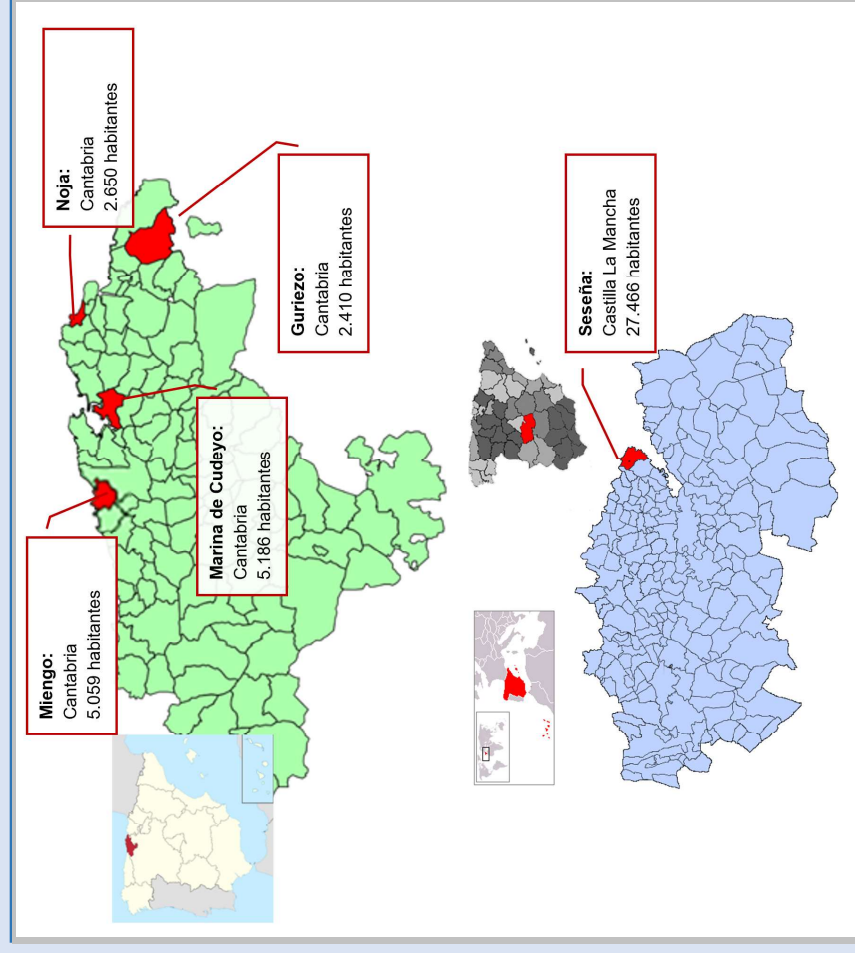 Miengo:
Cantabria
5.059 habitantes
Noja:
Cantabria
2.650 habitantes
Marina de Cudeyo:
Cantabria
5.186 habitantes
Guriezo:
Cantabria
2.410 habitantes
Seseña:
Castilla La Mancha
27.466 habitantes